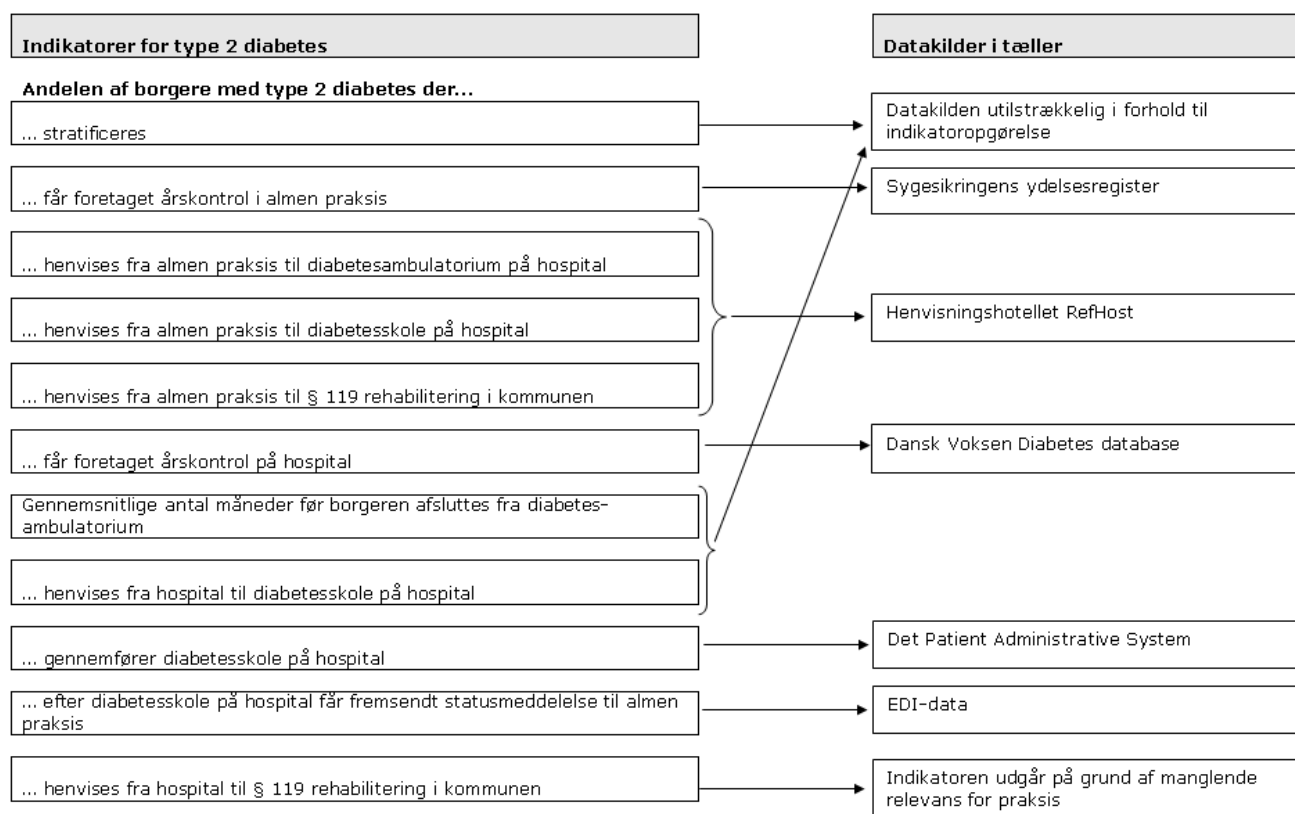 Indikatorer for type 2 diabetes
Datakilder i tæller
Andelen af borgere med type 2 diabetes der...
... stratificeres
Datakilden utilstrækkelig i forhold til
indikatoropgørelse
... får foretaget årskontrol i almen praksis
Sygesikringens ydelsesregister
... henvises fra almen praksis til diabetesambulatorium på hospital
... henvises fra almen praksis til diabetesskole på hospital
Henvisningshotellet RefHost
... henvises fra almen praksis til § 119 rehabilitering i kommunen
... får foretaget årskontrol på hospital
Dansk Voksen Diabetes database
Gennemsnitlige antal måneder før borgeren afsluttes fra diabetes-
ambulatorium
... henvises fra hospital til diabetesskole på hospital
... gennemfører diabetesskole på hospital
Det Patient Administrative System
... efter diabetesskole på hospital får fremsendt statusmeddelelse til almen
praksis
EDI-data
... henvises fra hospital til § 119 rehabilitering i kommunen
Indikatoren udgår på grund af manglende
relevans for praksis